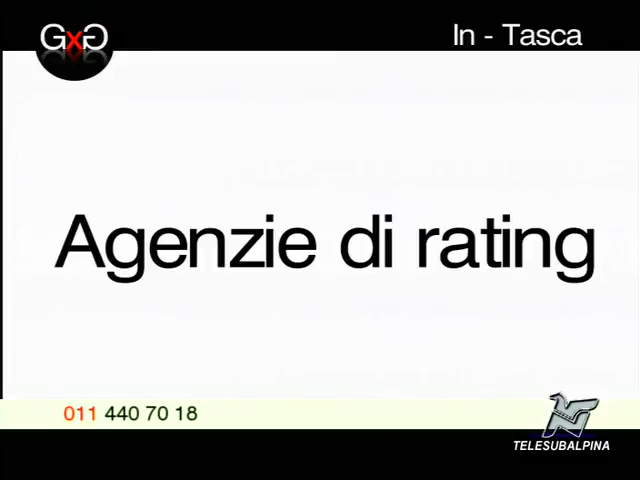 GxG
In - Tasca
Agenzie di rating
011 440 70 18
TELESUBALPINA